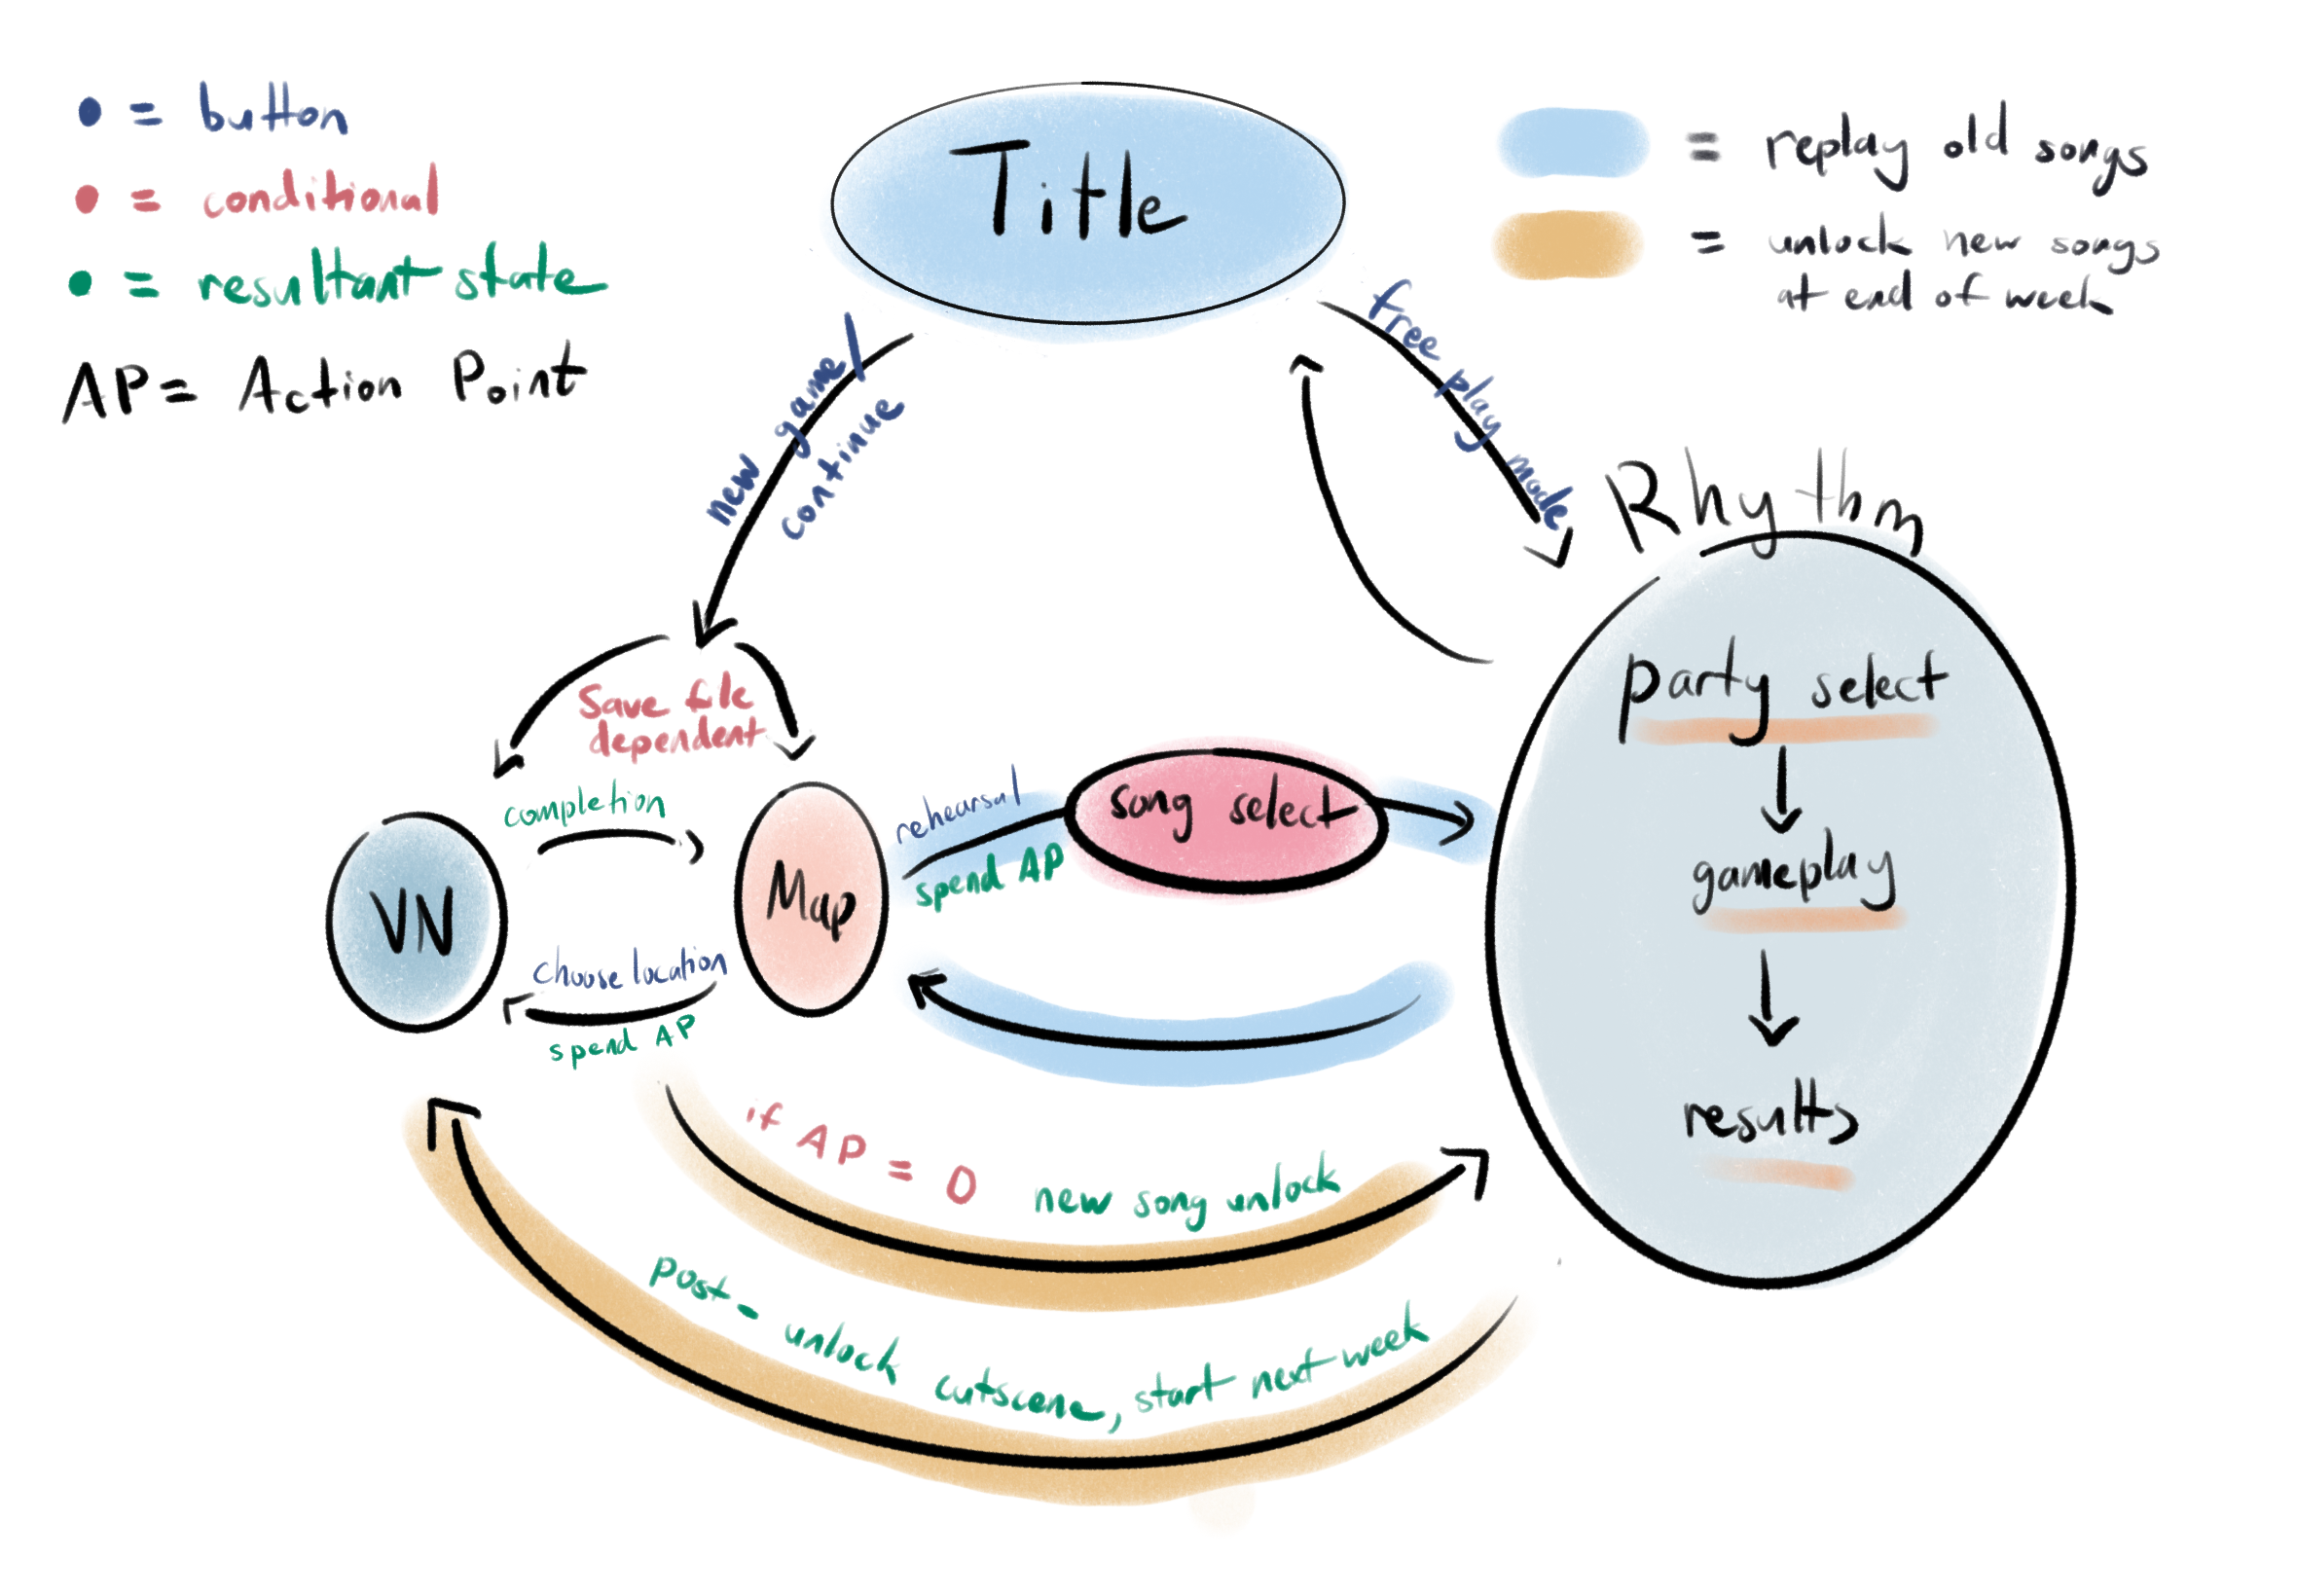 • = button
• = conditional
• = resultant state
AP = Action Point
= replay old songs
= unlock new songs
at end of week
Title
new game/
continue
free play mode
Rhythm
Save file
dependent
party select
completion
rehearsal
song select
spend AP
gameplay
VN
Map
choose location
spend AP
results
if AP = 0
new song unlock
post-unlock cutscene, start next week